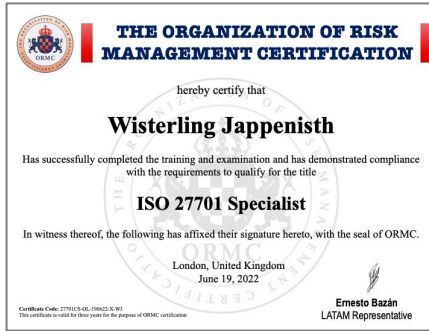 THE ORGANIZATION OF RISK
MANAGEMENT CERTIFICATION
ORMC
hereby certify that
Wisterling Jappenisth
Has successfully completed the training and examination and has demonstrated compliance
with the requirements to qualify for the title
ISO 27701 Specialist
In witness thereof, the following has affixed their signature hereto, with the seal of ORMC.
ORMC
London, United Kingdom
June 19, 2022
Ernesto Bazán
LATAM Representative
Certificate Code: 27701CS-OL-190622-X-WJ
This certificate is valid for three years for the purpose of ORMC certification